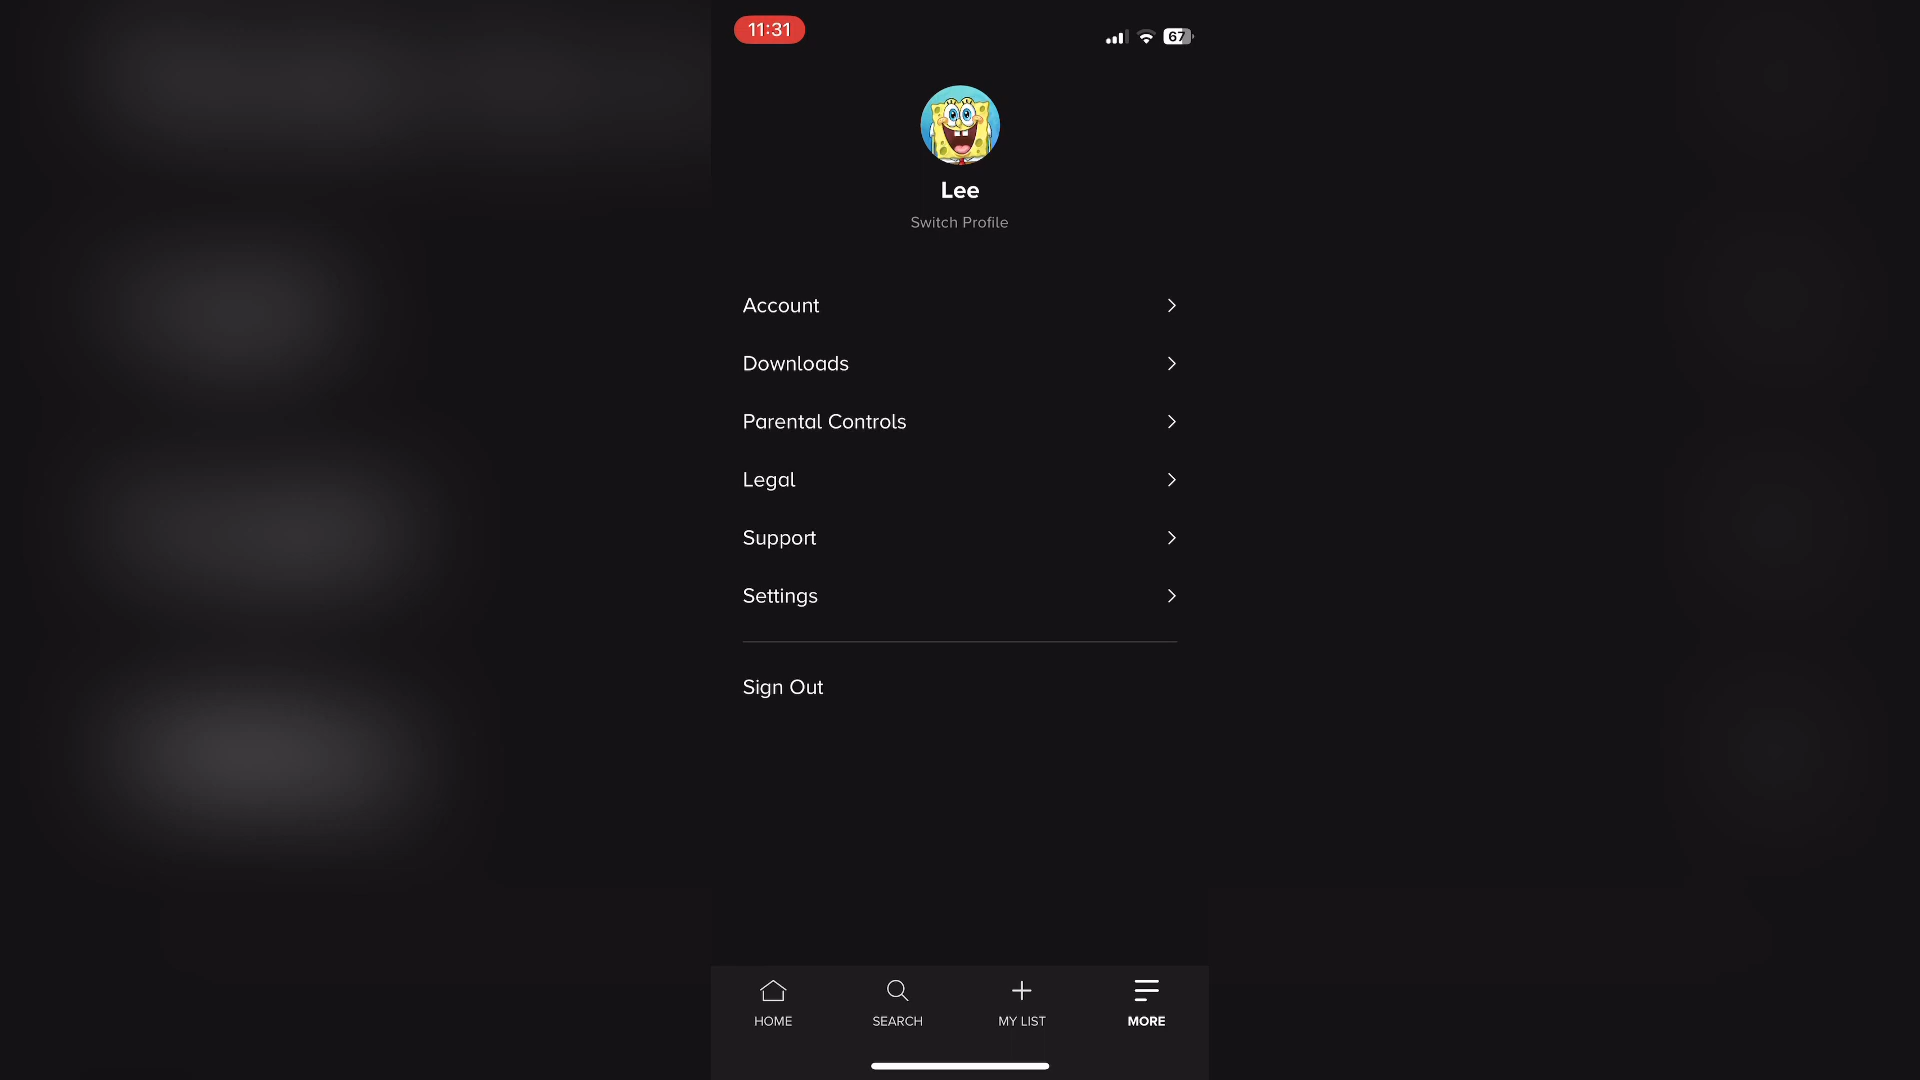 11:31
67
Lee
Switch Profile
Account
Downloads
Parental Controls
Legal
Support
Settings
Sign Out
HOME
SEARCH
MY LIST
MORE